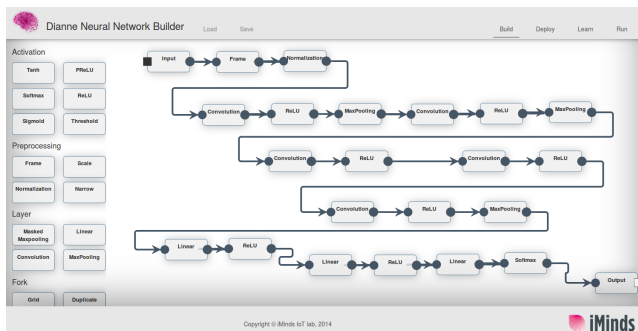 Dianne Neural Network Builder Load Save Build Deploy Learn Run
Activation
Tanh PReLU
Softmax ReLU
Sigmoid Threshold
Preprocessing
Frame Scale
Normalization Narrow
Layer
Masked Maxpooling Linear
Convolution MaxPooling
Fork
Grid Duplicate
Input Frame Normalization
Convolution ReLU MaxPooling Convolution ReLU MaxPooling
Convolution ReLU Convolution ReLU
Convolution ReLU MaxPooling
Linear ReLU
Linear ReLU Linear Softmax
Output
Copyright © iMinds IoT lab, 2014
iMinds